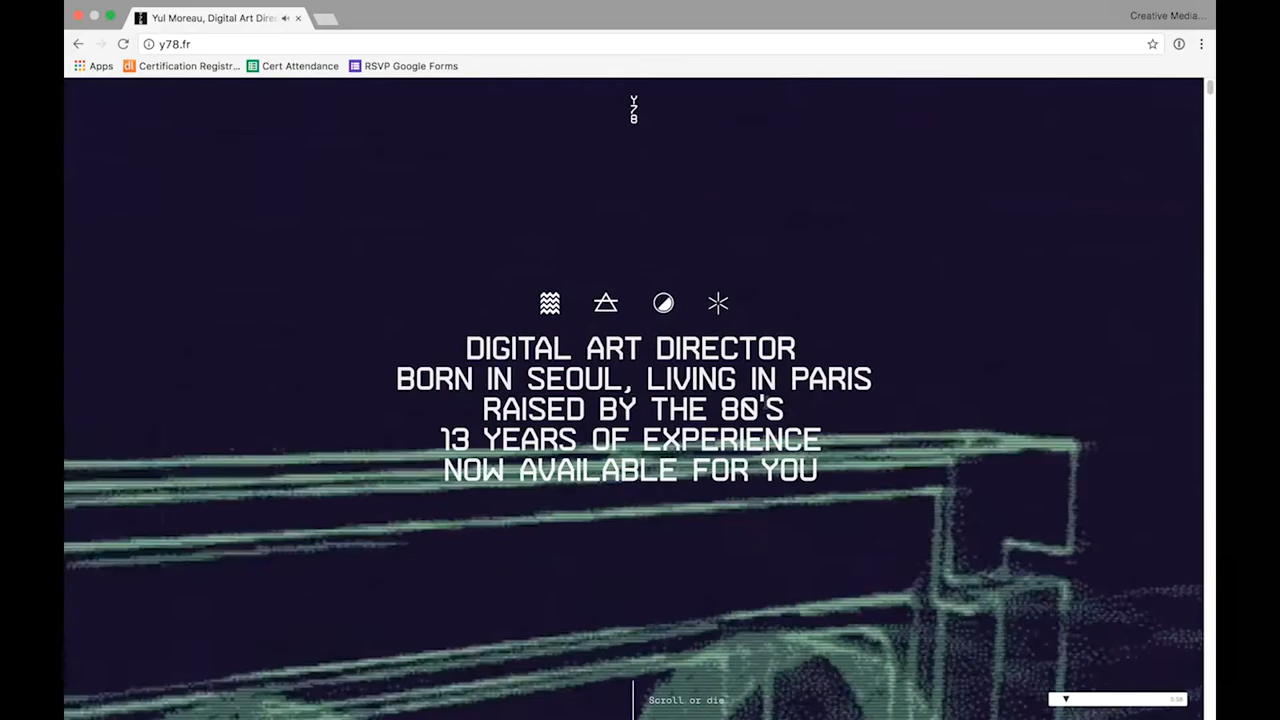 Yul Moreau, Digital Art Direc
Creative Media...
y78.fr
Apps
Certification Registr...
Cert Attendance
RSVP Google Forms
Y
7
8
DIGITAL ART DIRECTOR
BORN IN SEOUL, LIVING IN PARIS
RAISED BY THE 80'S
13 YEARS OF EXPERIENCE
NOW AVAILABLE FOR YOU
Scroll or die